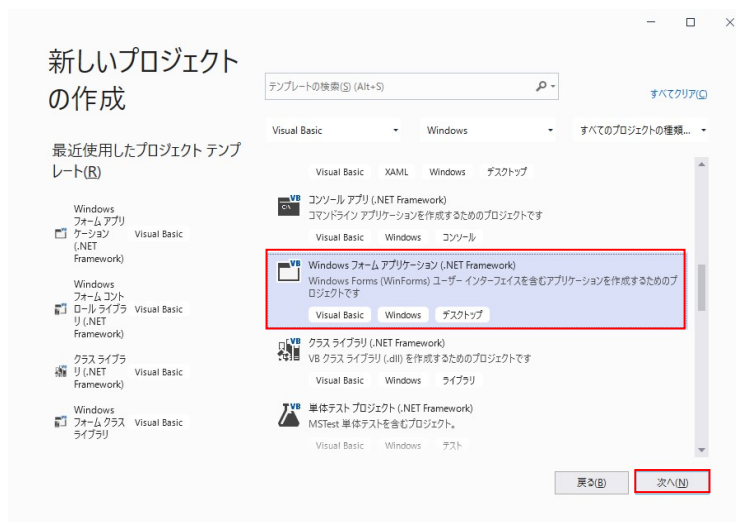 新しいプロジェクト
の作成
最近使用したプロジェクト テンプ
レート(R)
Windows
フォーム アプリ
ケーション
(.NET
Framework)
Visual Basic
Windows
フォーム コント
ロール ライブラ
リ (.NET
Framework)
Visual Basic
クラス ライブラ
リ (.NET
Framework)
Visual Basic
Windows
フォーム クラス
ライブラリ
Visual Basic
テンプレートの検索(S) (Alt+S)
すべてクリア(C)
Visual Basic
Windows
すべてのプロジェクトの種類...
Visual Basic XAML Windows デスクトップ
コンソール アプリ (.NET Framework)
コマンドライン アプリケーションを作成するためのプロジェクトです
Visual Basic Windows コンソール
Windows フォーム アプリケーション (.NET Framework)
Windows Forms (WinForms) ユーザー インターフェイスを含むアプリケーションを作成するためのプ
ロジェクトです
Visual Basic Windows デスクトップ
クラス ライブラリ (.NET Framework)
VB クラス ライブラリ (.dll) を作成するためのプロジェクトです
Visual Basic Windows ライブラリ
単体テスト プロジェクト (.NET Framework)
MSTest 単体テストを含むプロジェクト。
Visual Basic Windows テスト
戻る(B)
次へ(N)